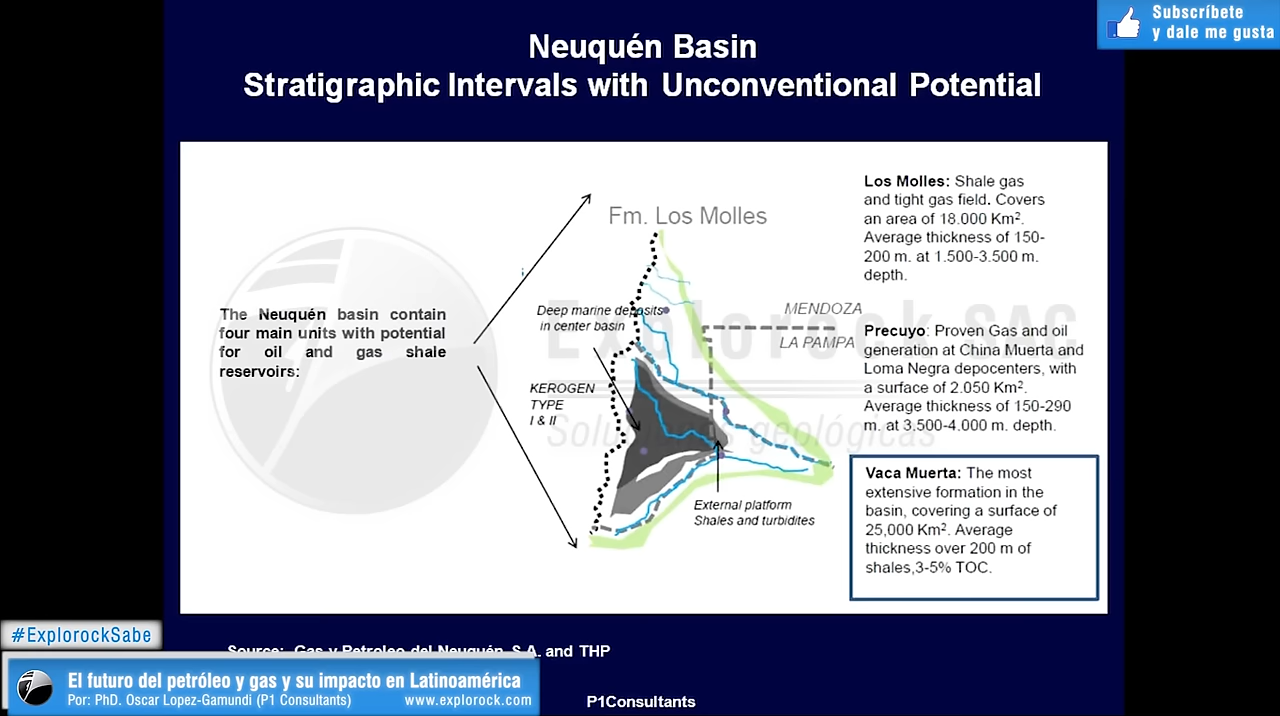 Subscríbete
y dale me gusta
Neuquén Basin
Stratigraphic Intervals with Unconventional Potential
The Neuquén basin contain
four main units with potential
for oil and gas shale
reservoirs:
Fm. Los Molles
Deep marine deposits
in center basin
KEROGEN
TYPE
I & II
MENDOZA
LA PAMPA
External platform
Shales and turbidites
Explorock SAC
Soluciones geológicas
Los Molles: Shale gas
and tight gas field. Covers
an area of 18.000 Km².
Average thickness of 150-
200 m. at 1.500-3.500 m.
depth.
Precuyo: Proven Gas and oil
generation at China Muerta and
Loma Negra depocenters, with
a surface of 2.050 Km².
Average thickness of 150-290
m. at 3.500-4.000 m. depth.
Vaca Muerta: The most
extensive formation in the
basin, covering a surface of
25,000 Km². Average
thickness over 200 m of
shales,3-5% TOC.
#ExplorockSabe
Source: Gas y Petroleo del Neuquén S.A. and THP
El futuro del petróleo y gas y su impacto en Latinoamérica
Por: PhD. Oscar Lopez-Gamundi (P1 Consultants) www.explorock.com
P1Consultants